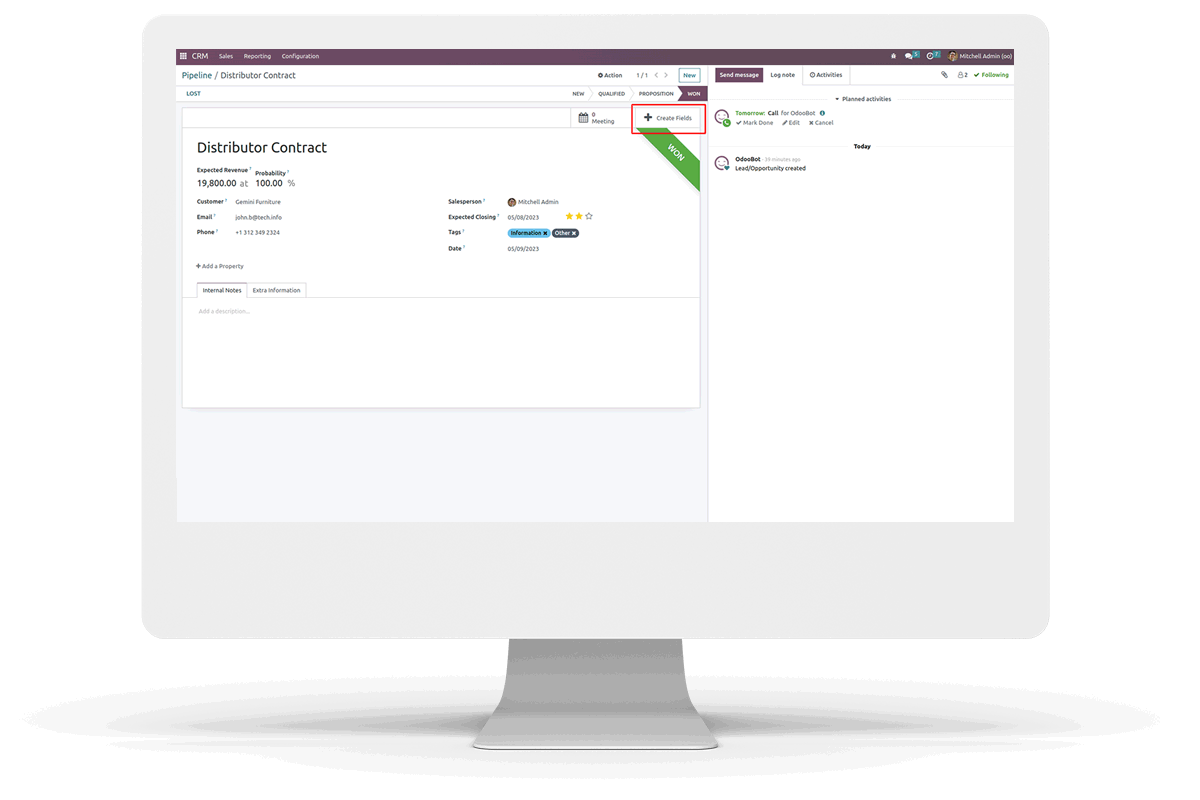 CRM Sales Reporting Configuration 5 7 Mitchell Admin (oo)
Pipeline / Distributor Contract Action 1 / 1 New Send message Log note Activities 2 Following
LOST NEW QUALIFIED PROPOSITION WON
Planned activities
0
Meeting
Create Fields
WON
Tomorrow: Call for OdooBot
Mark Done Edit Cancel
Today
OdooBot - 39 minutes ago
Lead/Opportunity created
Distributor Contract
Expected Revenue ? Probability ?
19,800.00 at 100.00 %
Customer ? Gemini Furniture Salesperson ? Mitchell Admin
Email ? john.b@tech.info Expected Closing ? 05/08/2023
Phone ? +1 312 349 2324 Tags ? Information Other
Date ? 05/09/2023
Add a Property
Internal Notes Extra Information
Add a description...